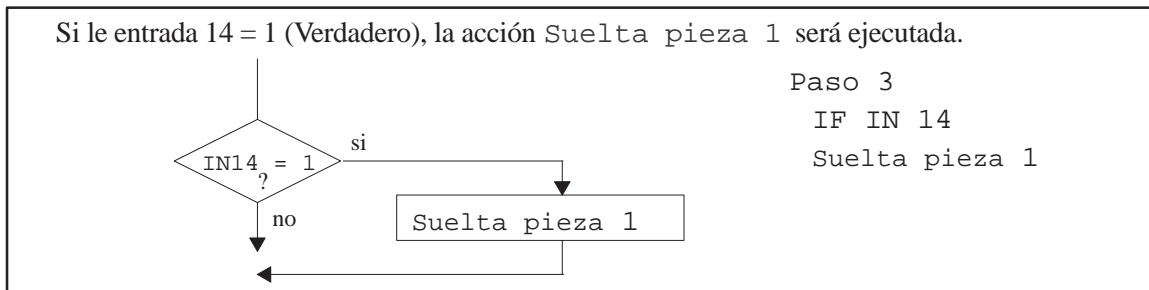 Si le entrada 14 = 1 (Verdadero), la acción Suelta pieza 1 será ejecutada.
Paso 3
IF IN 14
Suelta pieza 1
si
IN14 = 1
?
Suelta pieza 1
no